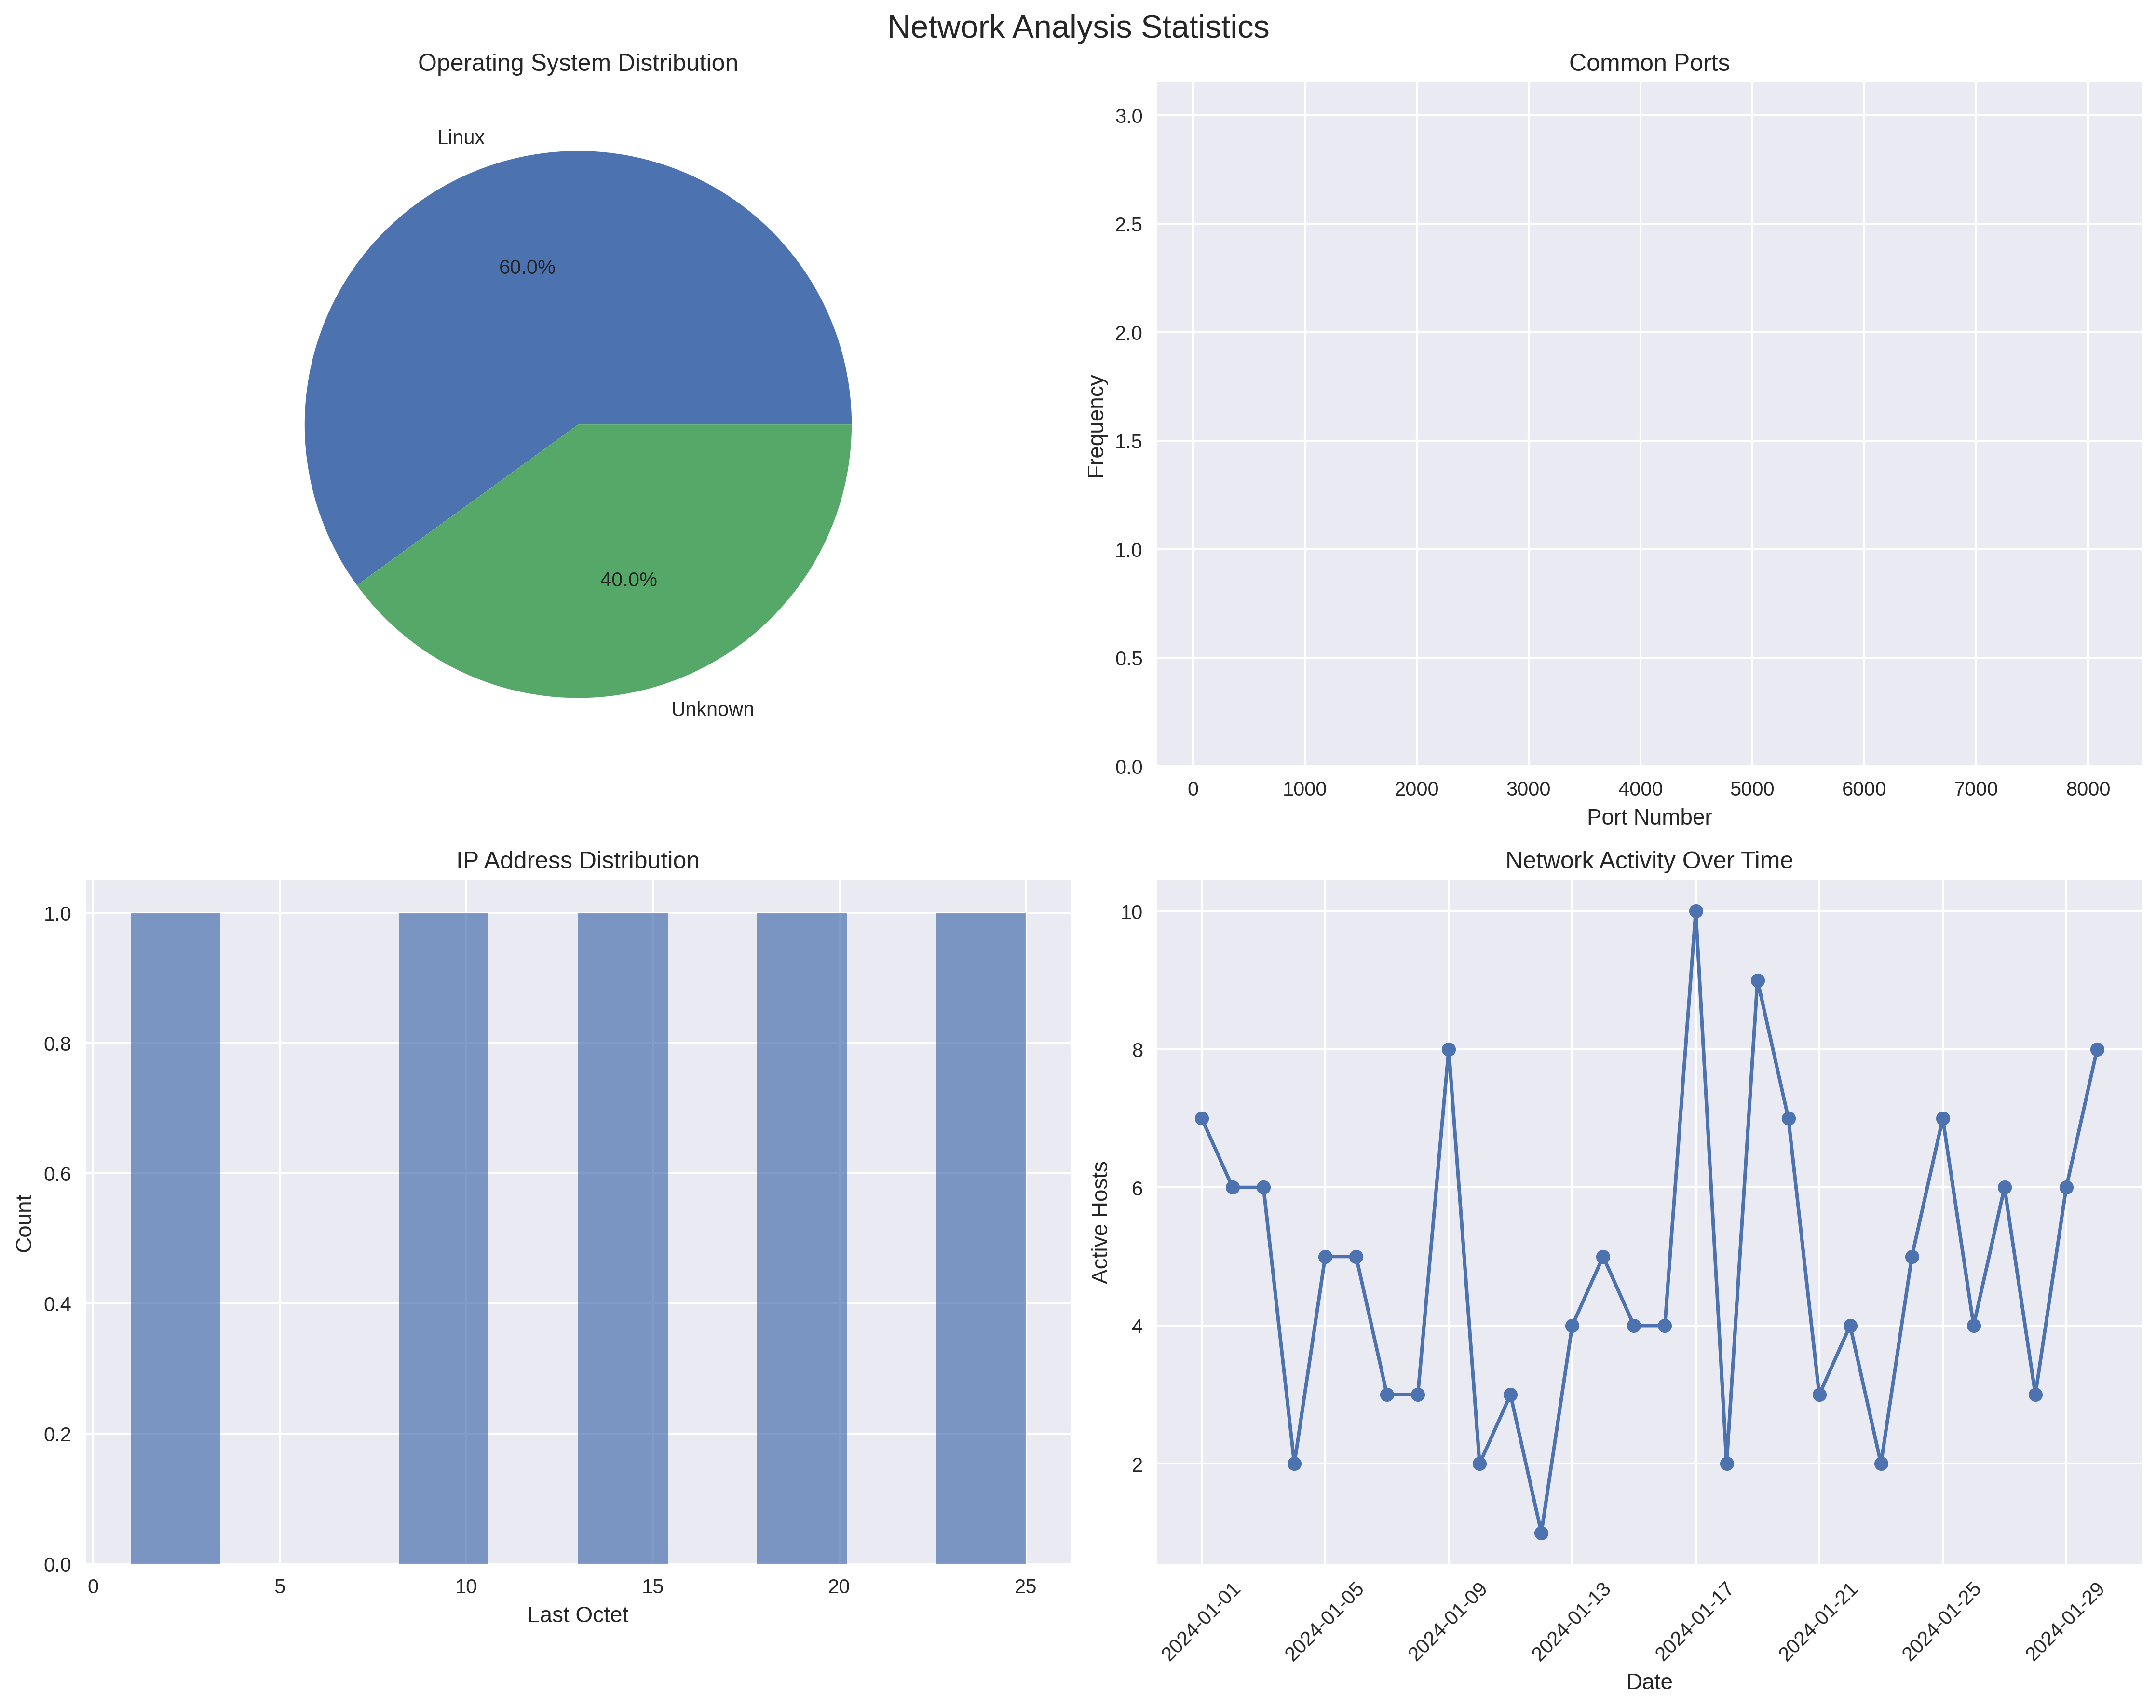 Network Analysis Statistics
Operating System Distribution
Linux
60.0%
40.0%
Unknown
Common Ports
Frequency
3.0
2.5
2.0
1.5
1.0
0.5
0.0
0 1000 2000 3000 4000 5000 6000 7000 8000
Port Number
IP Address Distribution
Count
1.0
0.8
0.6
0.4
0.2
0.0
0 5 10 15 20 25
Last Octet
Network Activity Over Time
Active Hosts
10
8
6
4
2
2024-01-01 2024-01-05 2024-01-09 2024-01-13 2024-01-17 2024-01-21 2024-01-25 2024-01-29
Date